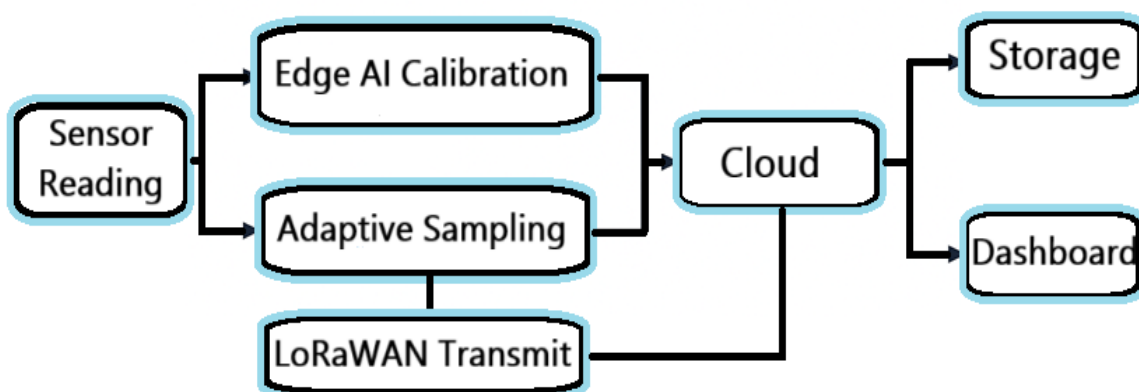 Sensor
Reading
Edge AI Calibration
Adaptive Sampling
LoRaWAN Transmit
Cloud
Storage
Dashboard